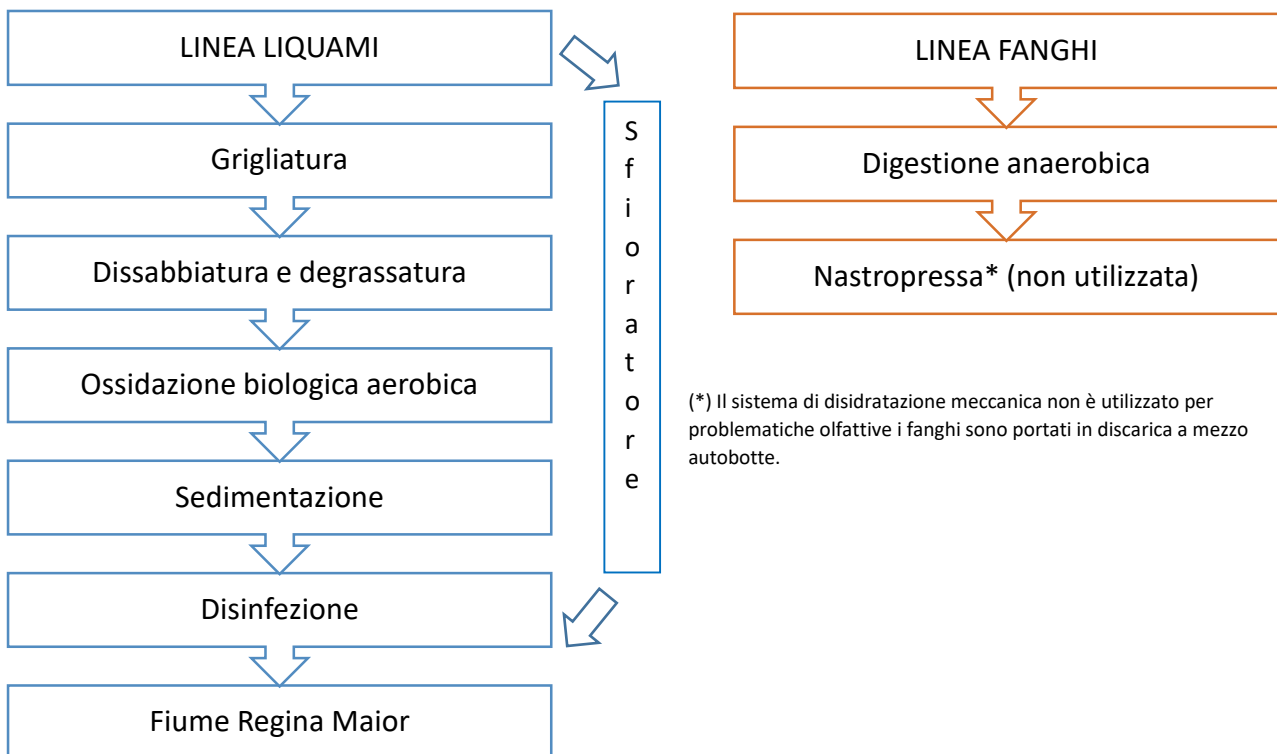 LINEA LIQUAMI
Grigliatura
Dissabbiatura e degrassatura
Ossidazione biologica aerobica
Sedimentazione
Disinfezione
Fiume Regina Maior
Sfioratore
LINEA FANGHI
Digestione anaerobica
Nastropressa* (non utilizzata)
(*) Il sistema di disidratazione meccanica non è utilizzato per
problematiche olfattive i fanghi sono portati in discarica a mezzo
autobotte.